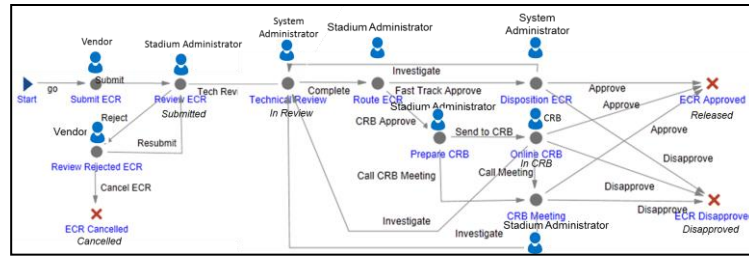 System
Administrator
Stadium Administrator
System
Administrator
Vendor
Stadium Administrator
Investigate
go
Submit
Tech Revi
Complete
Fast Track Approve
Approve
Start
Submit ECR
Review ECR
Submitted
Technical Review
In Review
Route ECR
Disposition ECR
ECR Approved
Released
Approve
Stadium Administrator
Vendor
Reject
CRB Approve
Send to CRB
CRB
Approve
Resubmit
Prepare CRB
Online CRB
In CRB
Disapprove
Review Rejected ECR
Call CRB Meeting
Call Meeting
Cancel ECR
Disapprove
Disapprove
CRB Meeting
ECR Disapprove
Disapproved
ECR Cancelled
Cancelled
Investigate
Stadium Administrator
Investigate